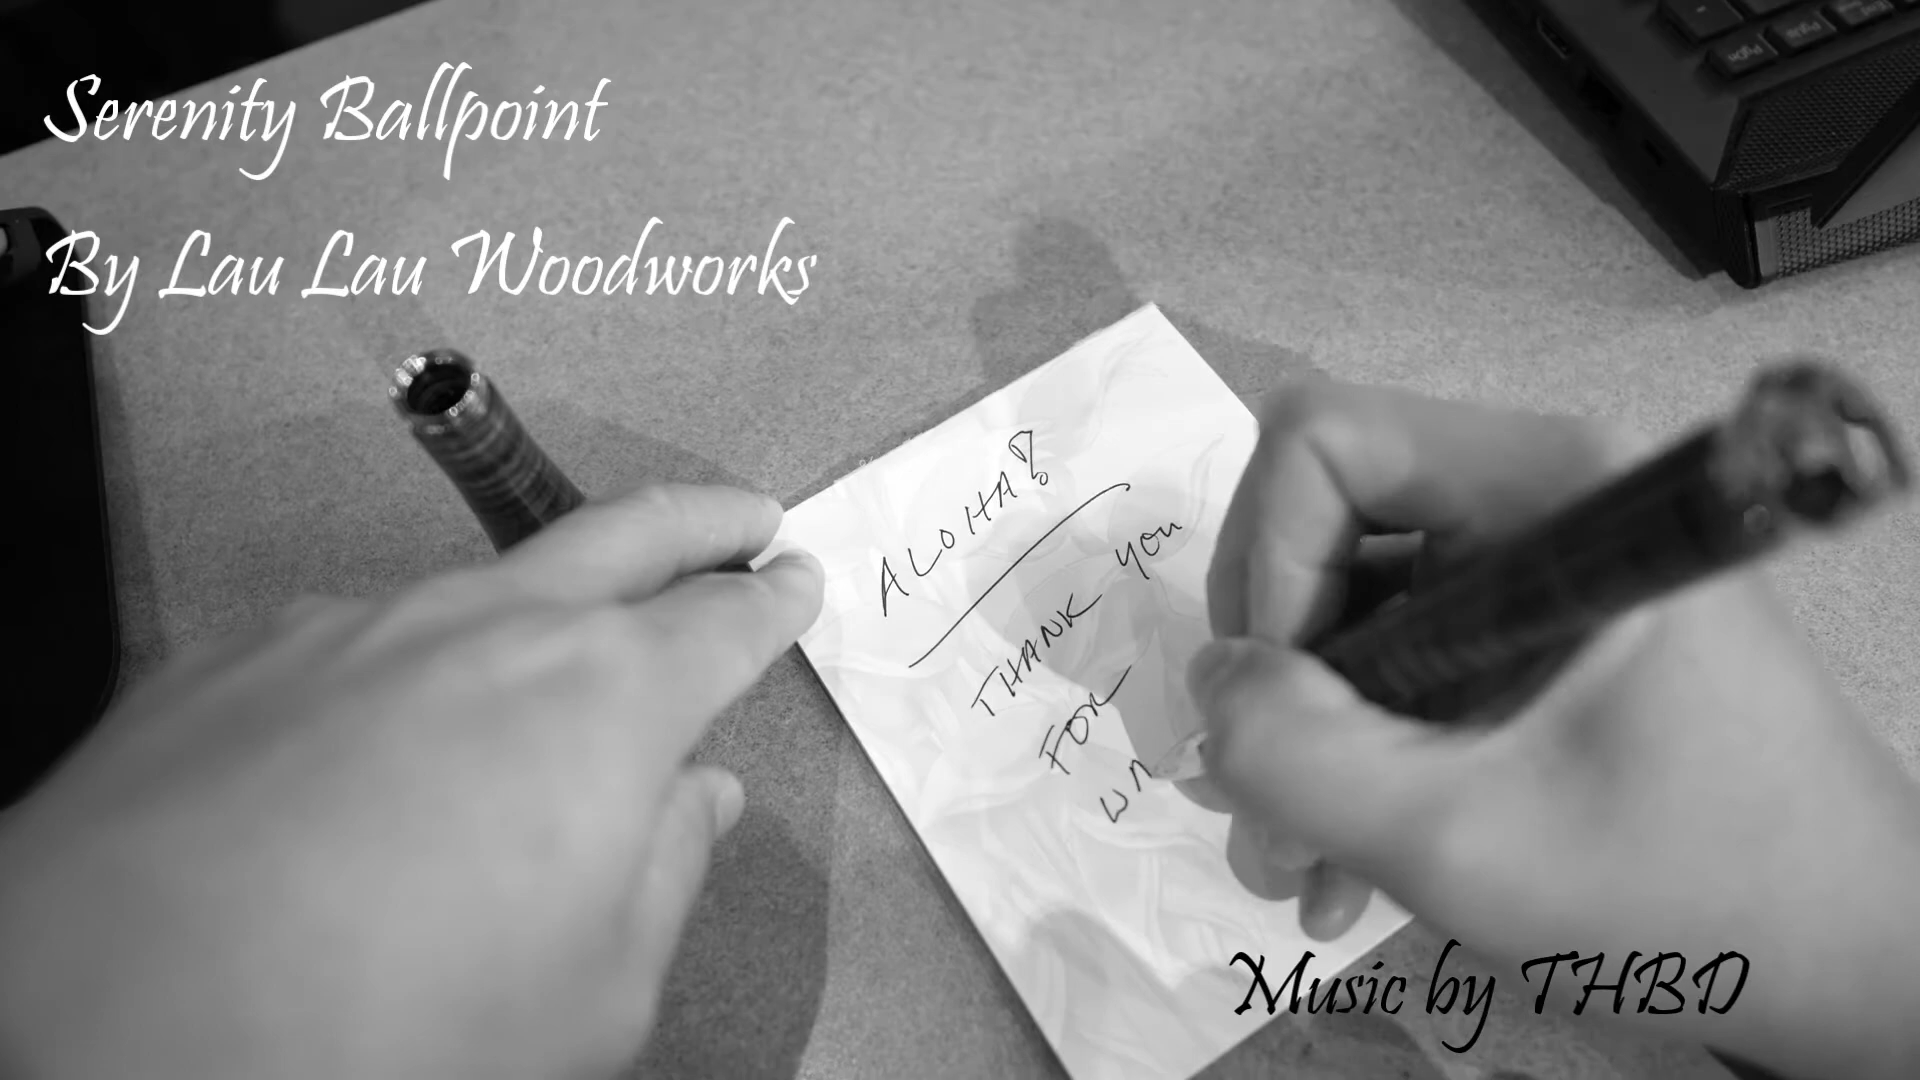 Serenity Ballpoint
By Lau Lau Woodworks
ALOHA!
THANK YOU
FOR
Music by THBD